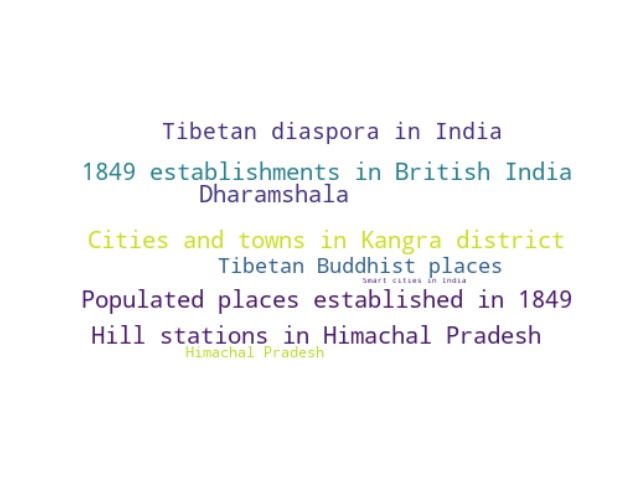 Tibetan diaspora in India
1849 establishments in British India
Dharamshala
Cities and towns in Kangra district
Tibetan Buddhist places
Smart cities in India
Populated places established in 1849
Hill stations in Himachal Pradesh
Himachal Pradesh